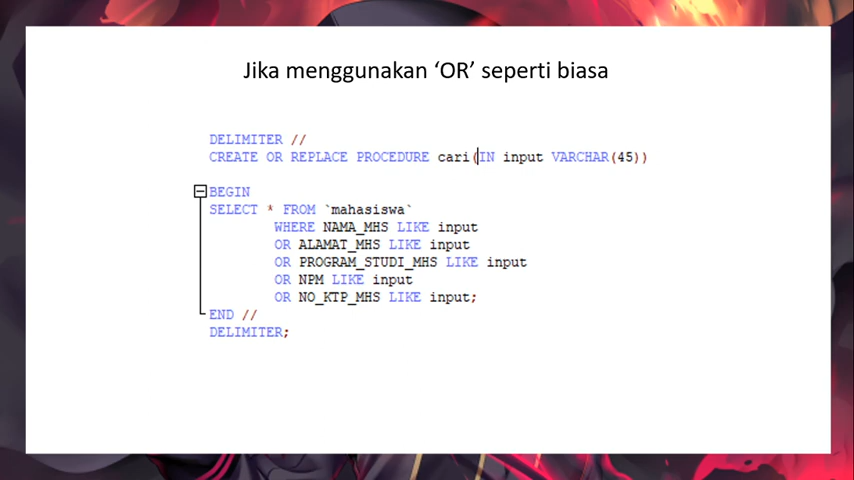 Jika menggunakan ‘OR’ seperti biasa
DELIMITER //
CREATE OR REPLACE PROCEDURE cari(IN input VARCHAR(45))
BEGIN
SELECT * FROM `mahasiswa`
WHERE NAMA_MHS LIKE input
OR ALAMAT_MHS LIKE input
OR PROGRAM_STUDI_MHS LIKE input
OR NPM LIKE input
OR NO_KTP_MHS LIKE input;
END //
DELIMITER;